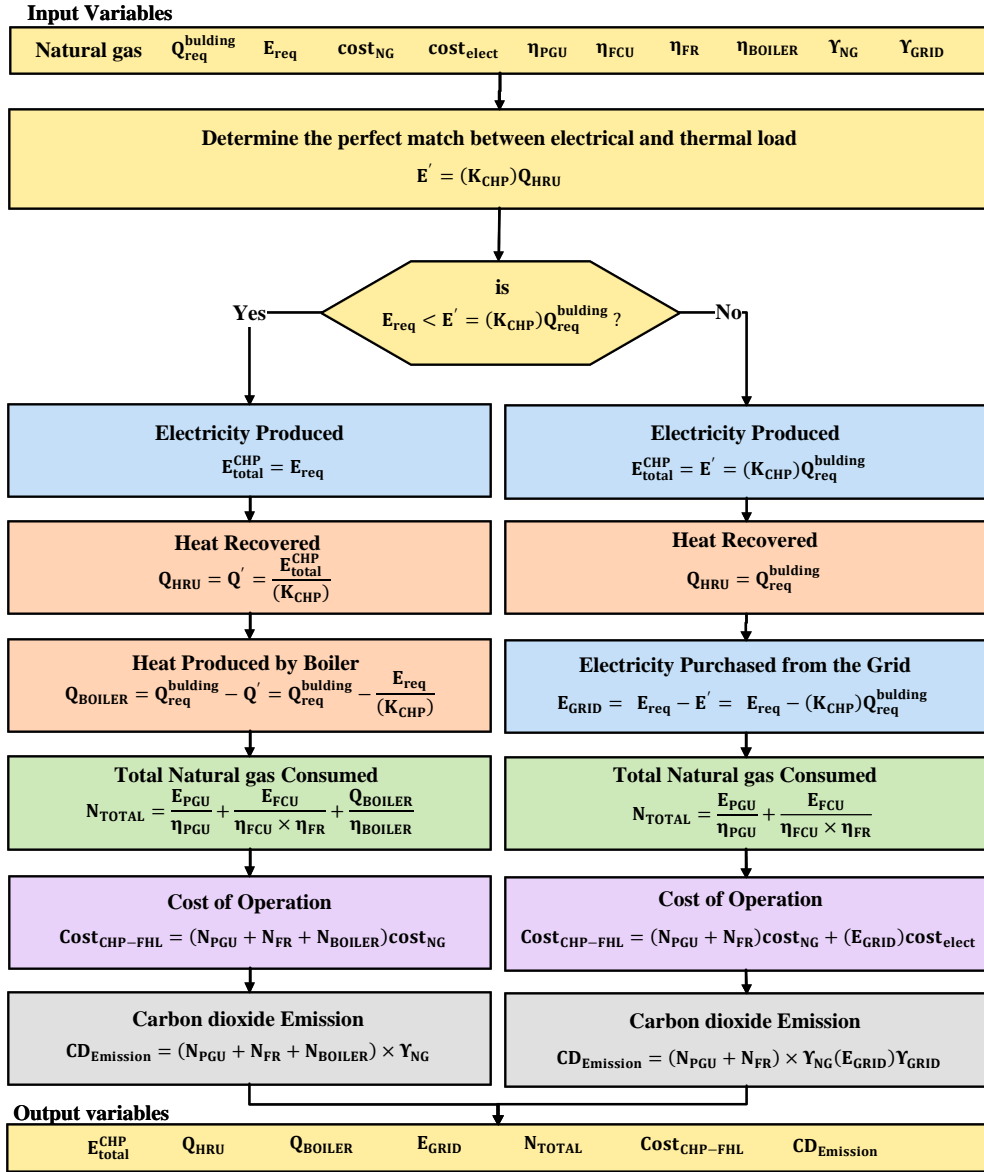 Input Variables
Natural gas Q_req^bulding E_req cost_NG cost_elect η_PGU η_FCU η_FR η_BOILER ϒ_NG ϒ_GRID
Determine the perfect match between electrical and thermal load
E′ = (K_CHP)Q_HRU
is
E_req < E′ = (K_CHP)Q_req^bulding ?
Yes
No
Electricity Produced
E_total^CHP = E_req
Heat Recovered
Q_HRU = Q′ = E_total^CHP / (K_CHP)
Heat Produced by Boiler
Q_BOILER = Q_req^bulding − Q′ = Q_req^bulding − E_req / (K_CHP)
Total Natural gas Consumed
N_TOTAL = E_PGU / η_PGU + E_FCU / η_FCU × η_FR + Q_BOILER / η_BOILER
Cost of Operation
Cost_CHP−FHL = (N_PGU + N_FR + N_BOILER)cost_NG
Carbon dioxide Emission
CD_Emission = (N_PGU + N_FR + N_BOILER) × ϒ_NG
Electricity Produced
E_total^CHP = E′ = (K_CHP)Q_req^bulding
Heat Recovered
Q_HRU = Q_req^bulding
Electricity Purchased from the Grid
E_GRID = E_req − E′ = E_req − (K_CHP)Q_req^bulding
Total Natural gas Consumed
N_TOTAL = E_PGU / η_PGU + E_FCU / η_FCU × η_FR
Cost of Operation
Cost_CHP−FHL = (N_PGU + N_FR)cost_NG + (E_GRID)cost_elect
Carbon dioxide Emission
CD_Emission = (N_PGU + N_FR) × ϒ_NG(E_GRID)ϒ_GRID
Output variables
E_total^CHP Q_HRU Q_BOILER E_GRID N_TOTAL Cost_CHP−FHL CD_Emission